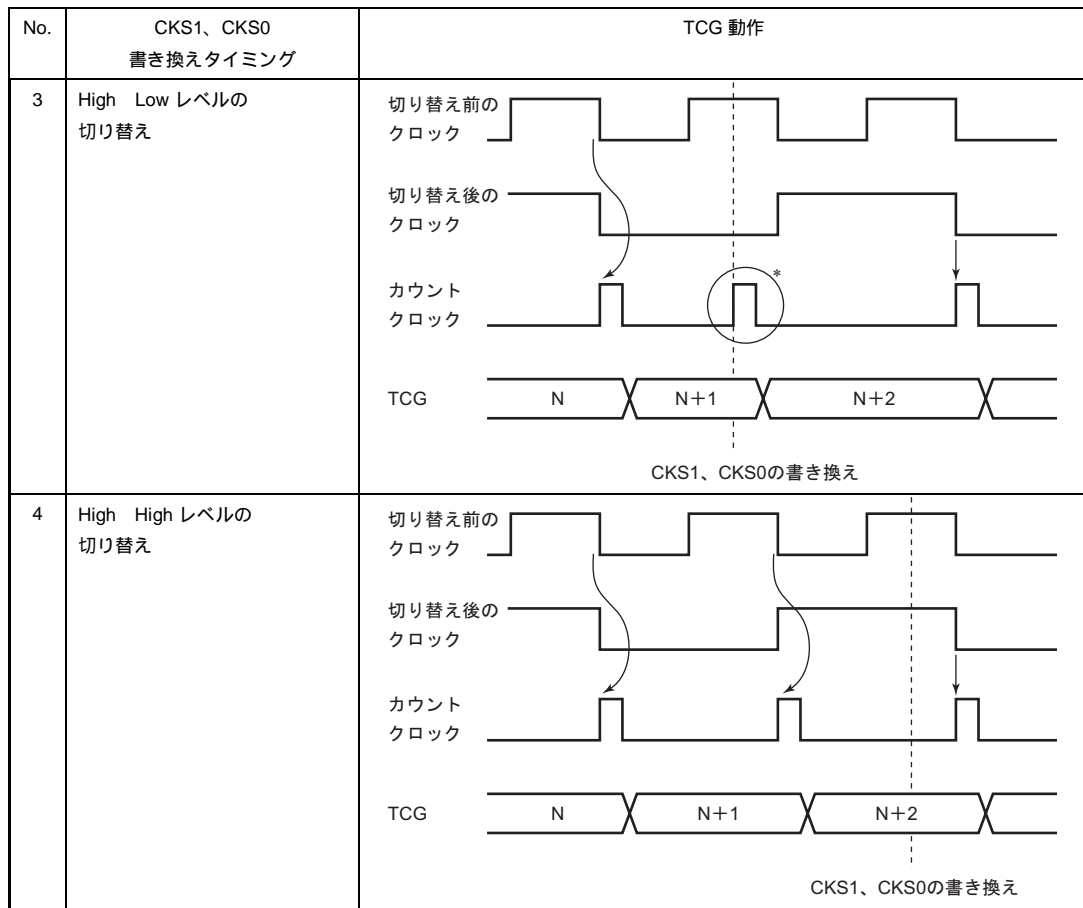 No.
CKS1、CKS0
書き換えタイミング
TCG 動作
3
High Low レベルの
切り替え
切り替え前の
クロック
切り替え後の
クロック
カウント
クロック
*
TCG
N
N+1
N+2
CKS1、CKS0の書き換え
4
High High レベルの
切り替え
切り替え前の
クロック
切り替え後の
クロック
カウント
クロック
TCG
N
N+1
N+2
CKS1、CKS0の書き換え